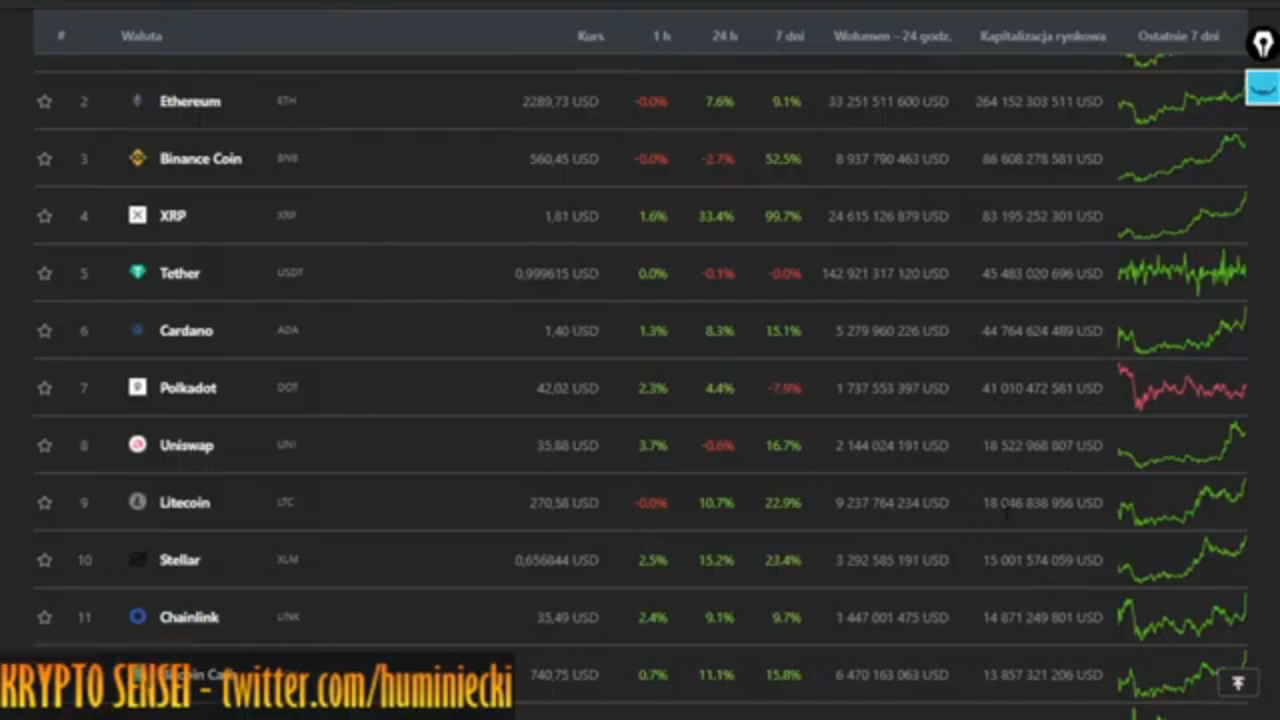 # Waluta Kurs 1 h 24 h 7 dni Wolumen – 24 godz. Kapitalizacja rynkowa Ostatnie 7 dni
2 Ethereum ETH 2289,73 USD -0.0% 7.6% 9.1% 33 251 511 600 USD 264 152 303 511 USD
3 Binance Coin BNB 560,45 USD -0.0% -2.7% 52.5% 8 937 790 463 USD 86 608 278 581 USD
4 XRP XRP 1,81 USD 1.6% 33.4% 99.7% 24 615 126 879 USD 83 195 252 301 USD
5 Tether USDT 0,999615 USD 0.0% -0.1% -0.0% 142 921 317 120 USD 45 483 020 696 USD
6 Cardano ADA 1,40 USD 1.3% 8.3% 15.1% 5 279 960 226 USD 44 764 624 489 USD
7 Polkadot DOT 42,02 USD 2.3% 4.4% -7.9% 1 737 553 397 USD 41 010 472 581 USD
8 Uniswap UNI 35,88 USD 3.7% -0.6% 16.7% 2 144 024 191 USD 18 522 968 807 USD
9 Litecoin LTC 270,58 USD -0.0% 10.7% 22.9% 9 237 764 234 USD 18 046 838 956 USD
10 Stellar XLM 0,656844 USD 2.5% 15.2% 23.4% 3 292 585 191 USD 15 001 574 059 USD
11 Chainlink LINK 35,49 USD 2.4% 9.1% 9.7% 1 447 001 475 USD 14 871 249 801 USD
740,75 USD 0.7% 11.1% 15.8% 6 470 163 063 USD 13 857 321 206 USD
KRYPTO SENSEI - twitter.com/huminiecki